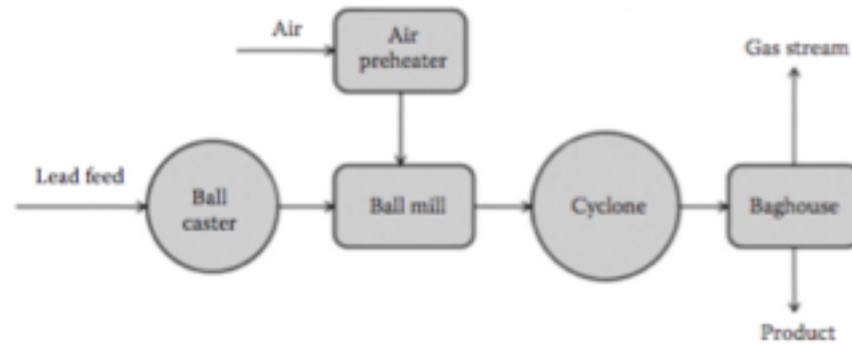 Air
Air
preheater
Gas stream
Lead feed
Ball
caster
Ball mill
Cyclone
Baghouse
Product